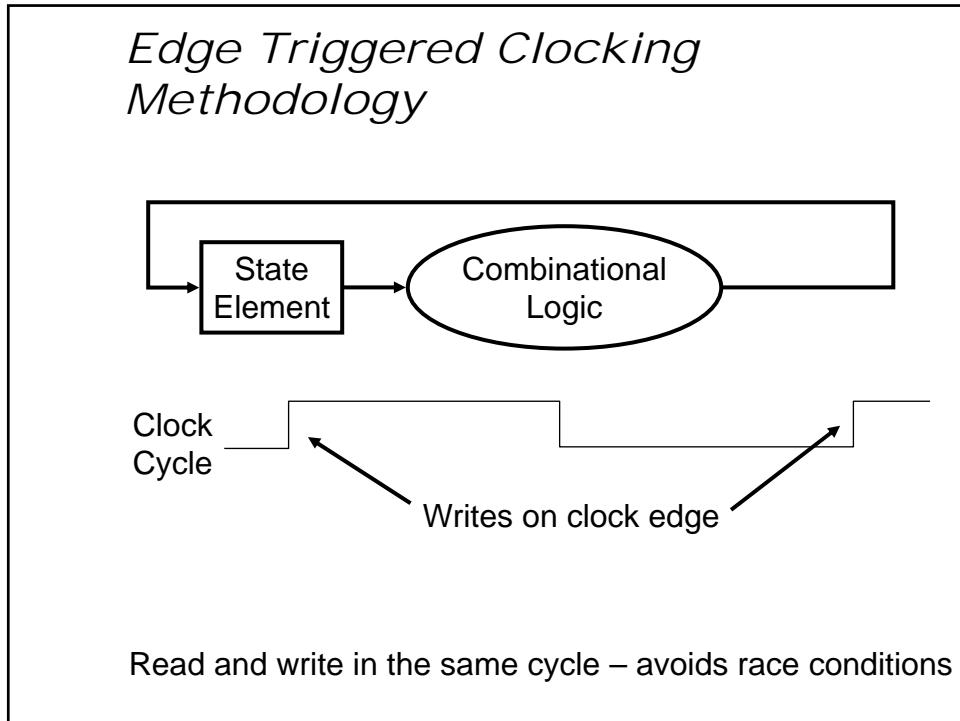 Edge Triggered Clocking
Methodology
State
Element
Combinational
Logic
Clock
Cycle
Writes on clock edge
Read and write in the same cycle – avoids race conditions